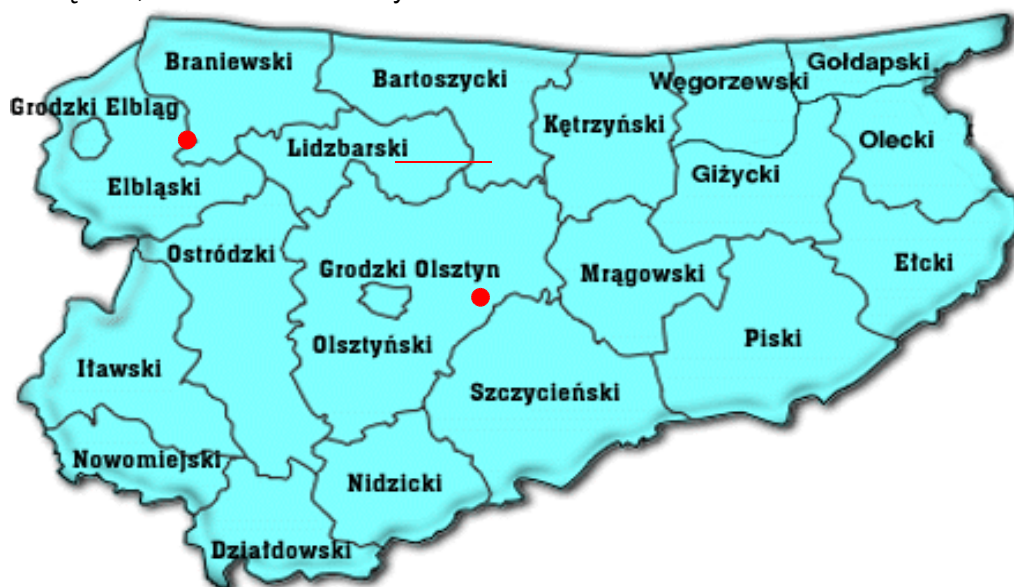 Braniewski
Bartoszycki
Węgorzewski
Gołdapski
Grodzki Elbląg
Kętrzyński
Lidzbarski
Olecki
Giżycki
Elbląski
Ostródzki
Grodzki Olsztyn
Mrągowski
Ełcki
Olsztyński
Piski
Iławski
Szczycieński
Nowomiejski
Nidzicki
Działdowski